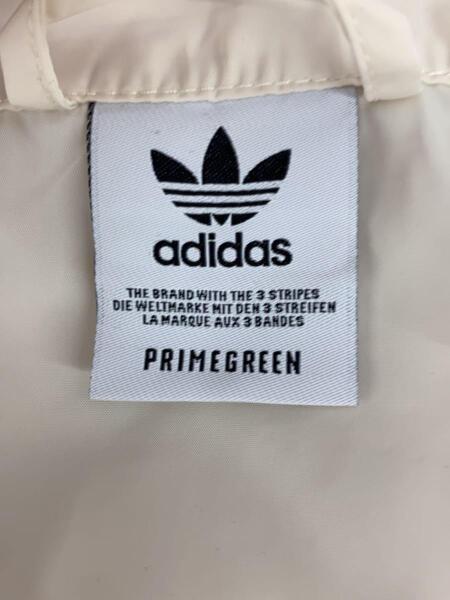 adidas
THE BRAND WITH THE 3 STRIPES
DIE WELTMARKE MIT DEN 3 STREIFEN
LA MARQUE AUX 3 BANDES
PRIMEGREEN